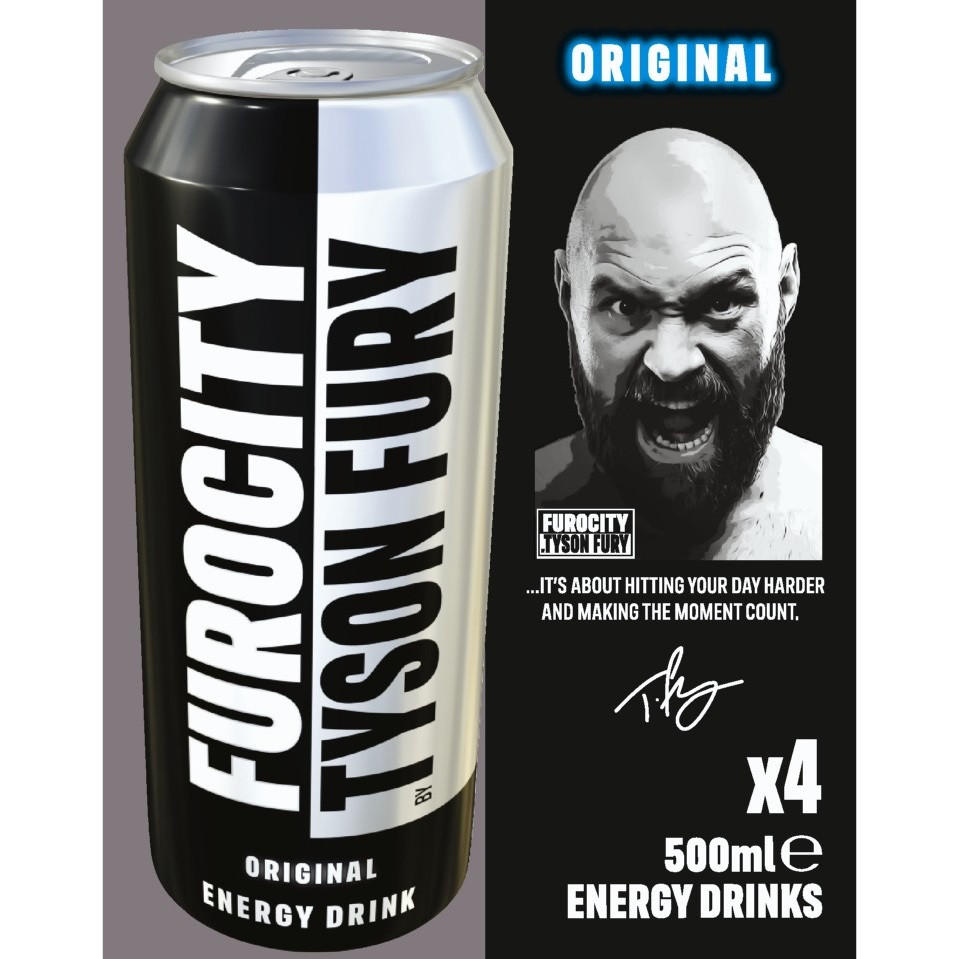 FUROCITY
BY TYSON FURY
ORIGINAL
ENERGY DRINK
ORIGINAL
FUROCITY
.TYSON FURY
...IT'S ABOUT HITTING YOUR DAY HARDER
AND MAKING THE MOMENT COUNT.
T.Fury
x4
500ml e
ENERGY DRINKS